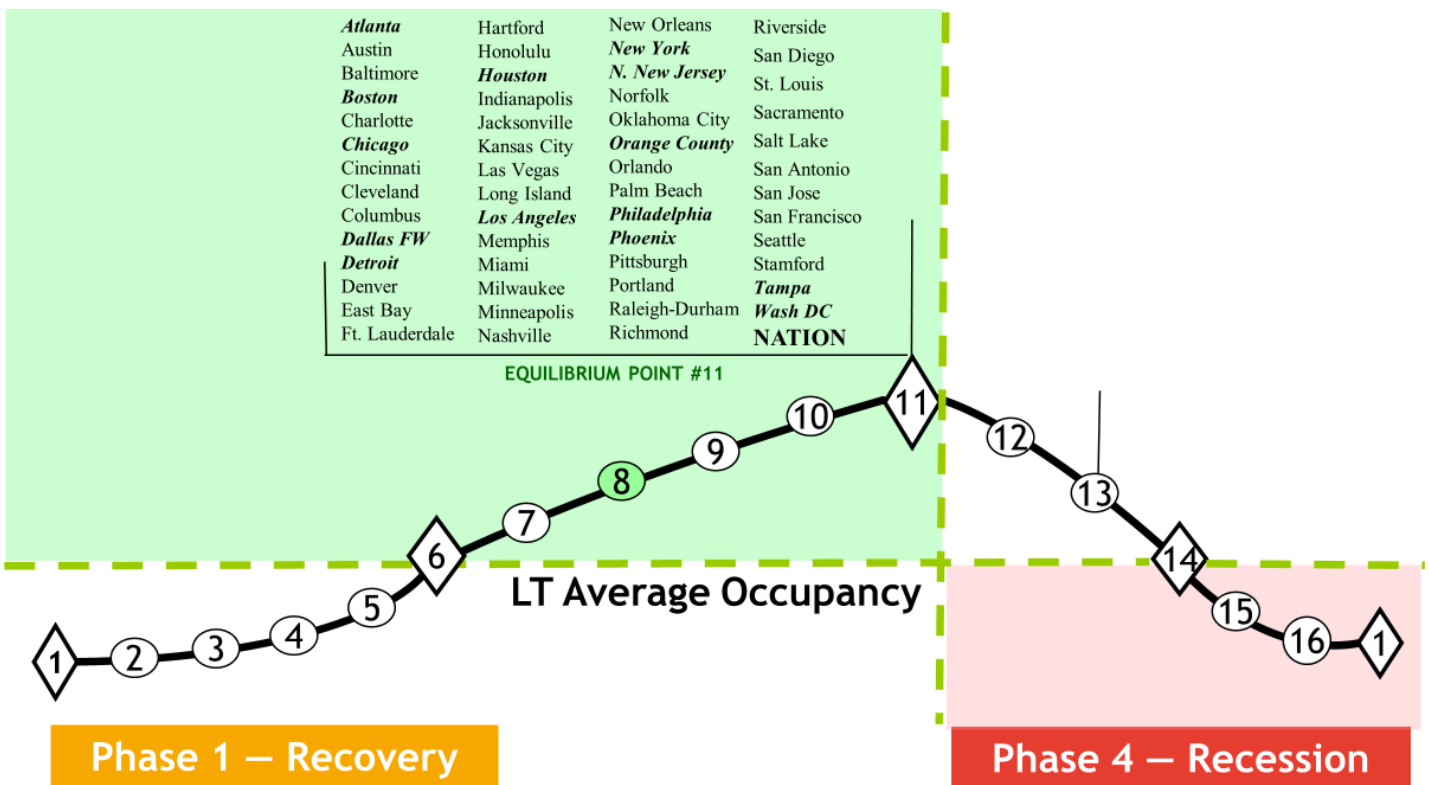 Atlanta
Austin
Baltimore
Boston
Charlotte
Chicago
Cincinnati
Cleveland
Columbus
Dallas FW
Detroit
Denver
East Bay
Ft. Lauderdale
Hartford
Honolulu
Houston
Indianapolis
Jacksonville
Kansas City
Las Vegas
Long Island
Los Angeles
Memphis
Miami
Milwaukee
Minneapolis
Nashville
New Orleans
New York
N. New Jersey
Norfolk
Oklahoma City
Orange County
Orlando
Palm Beach
Philadelphia
Phoenix
Pittsburgh
Portland
Raleigh-Durham
Richmond
Riverside
San Diego
St. Louis
Sacramento
Salt Lake
San Antonio
San Jose
San Francisco
Seattle
Stamford
Tampa
Wash DC
NATION
EQUILIBRIUM POINT #11
1
2
3
4
5
6
7
8
9
10
11
12
13
14
15
16
1
LT Average Occupancy
Phase 1 — Recovery
Phase 4 — Recession